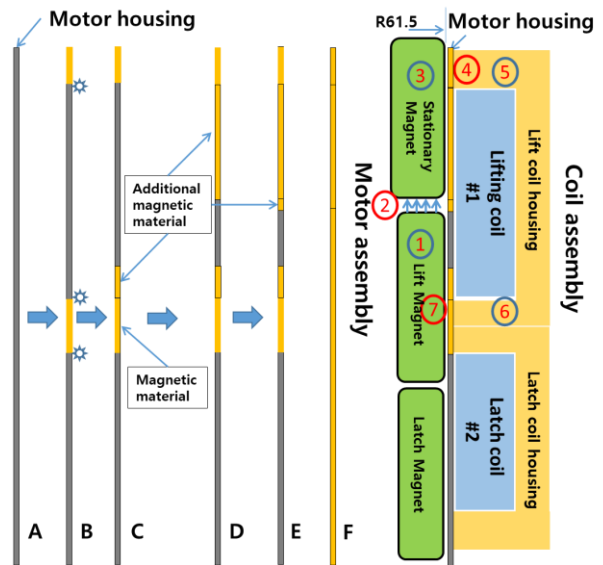 Motor housing
R61.5
Motor housing
Additional
magnetic
material
Magnetic
material
A
B
C
D
E
F
Motor assembly
3
Stationary
Magnet
2
1
Lift Magnet
7
Latch Magnet
4
5
Lifting coil
#1
Lift coil housing
6
Latch coil
#2
Latch coil housing
Coil assembly